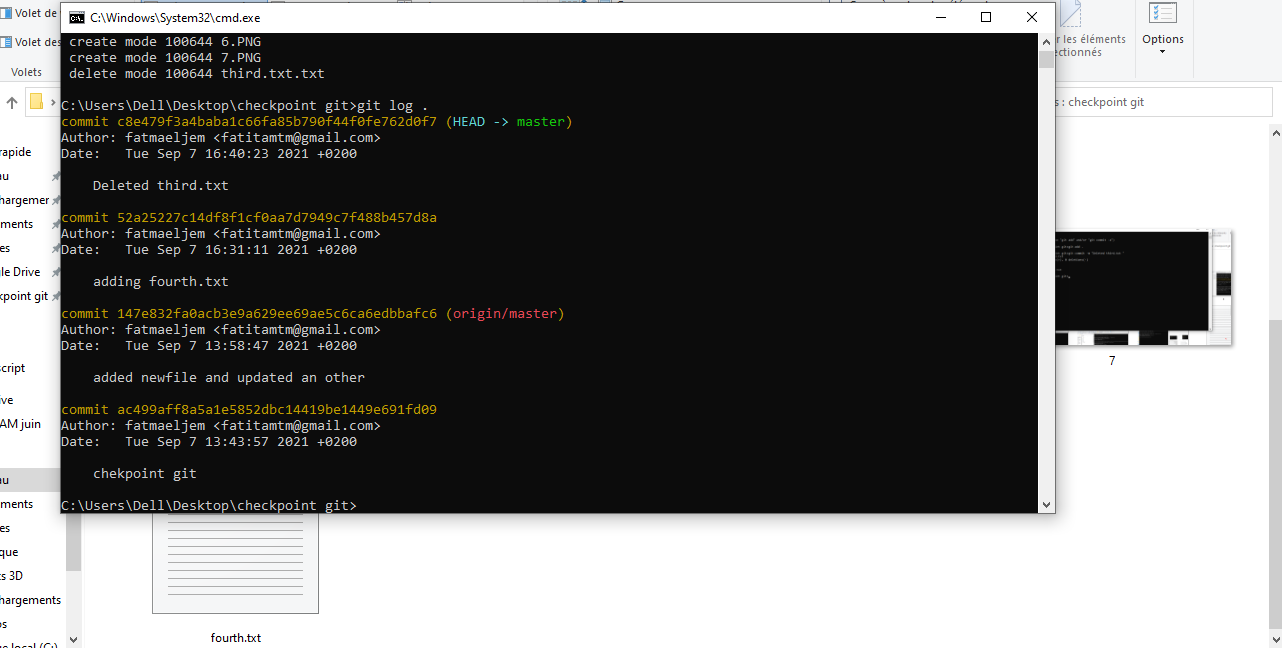 Volet de
C:\Windows\System32\cmd.exe
Volet des
Volets
r les éléments
ectionnés
Options
s : checkpoint git
create mode 100644 6.PNG
create mode 100644 7.PNG
delete mode 100644 third.txt.txt
C:\Users\Dell\Desktop\checkpoint git>git log .
commit c8e479f3a4baba1c66fa85b790f44f0fe762d0f7 (HEAD -> master)
Author: fatmaeljem <fatitamtm@gmail.com>
Date:   Tue Sep 7 16:40:23 2021 +0200
Deleted third.txt
commit 52a25227c14df8f1cf0aa7d7949c7f488b457d8a
Author: fatmaeljem <fatitamtm@gmail.com>
Date:   Tue Sep 7 16:31:11 2021 +0200
adding fourth.txt
commit 147e832fa0acb3e9a629ee69ae5c6ca6edbbafc6 (origin/master)
Author: fatmaeljem <fatitamtm@gmail.com>
Date:   Tue Sep 7 13:58:47 2021 +0200
added newfile and updated an other
commit ac499aff8a5a1e5852dbc14419be1449e691fd09
Author: fatmaeljem <fatitamtm@gmail.com>
Date:   Tue Sep 7 13:43:57 2021 +0200
chekpoint git
C:\Users\Dell\Desktop\checkpoint git>
rapide
au
hargemer
ments
es
le Drive
kpoint git
script
ive
AM juin
au
ments
es
que
ts 3D
hargements
os
7
fourth.txt